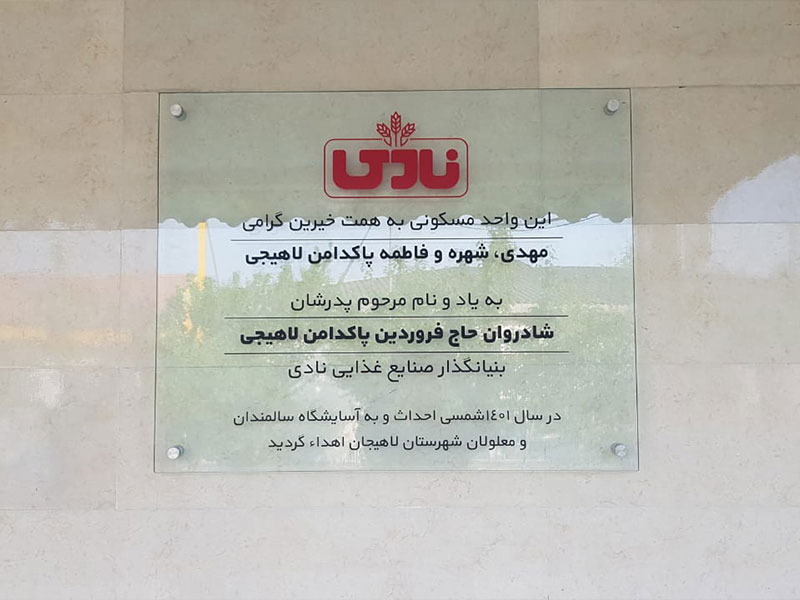 نادی
این واحد مسکونی به همت خیرین گرامی
مهدی، شهره و فاطمه پاکدامن لاهیجی
به یاد و نام مرحوم پدرشان
شادروان حاج فروردین پاکدامن لاهیجی
بنیانگذار صنایع غذایی نادی
در سال ۱۴۰۱شمسی احداث و به آسایشگاه سالمندان
و معلولان شهرستان لاهیجان اهداء گردید